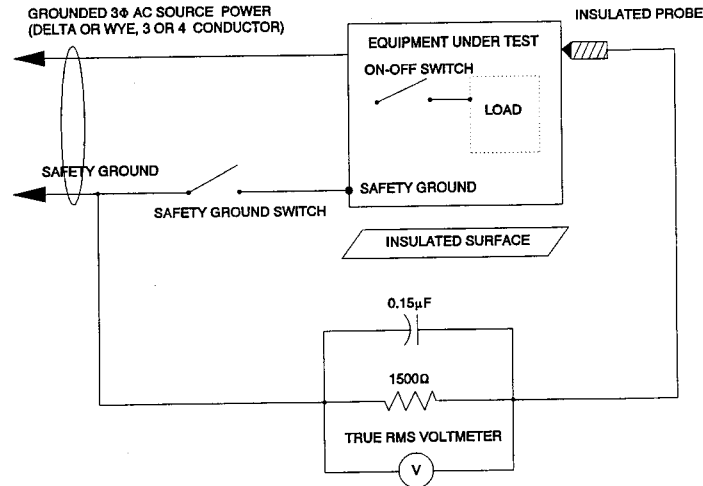 GROUNDED 3Φ AC SOURCE POWER
(DELTA OR WYE, 3 OR 4 CONDUCTOR)
INSULATED PROBE
EQUIPMENT UNDER TEST
ON-OFF SWITCH
LOAD
SAFETY GROUND
SAFETY GROUND
SAFETY GROUND SWITCH
INSULATED SURFACE
0.15µF
1500Ω
TRUE RMS VOLTMETER
V